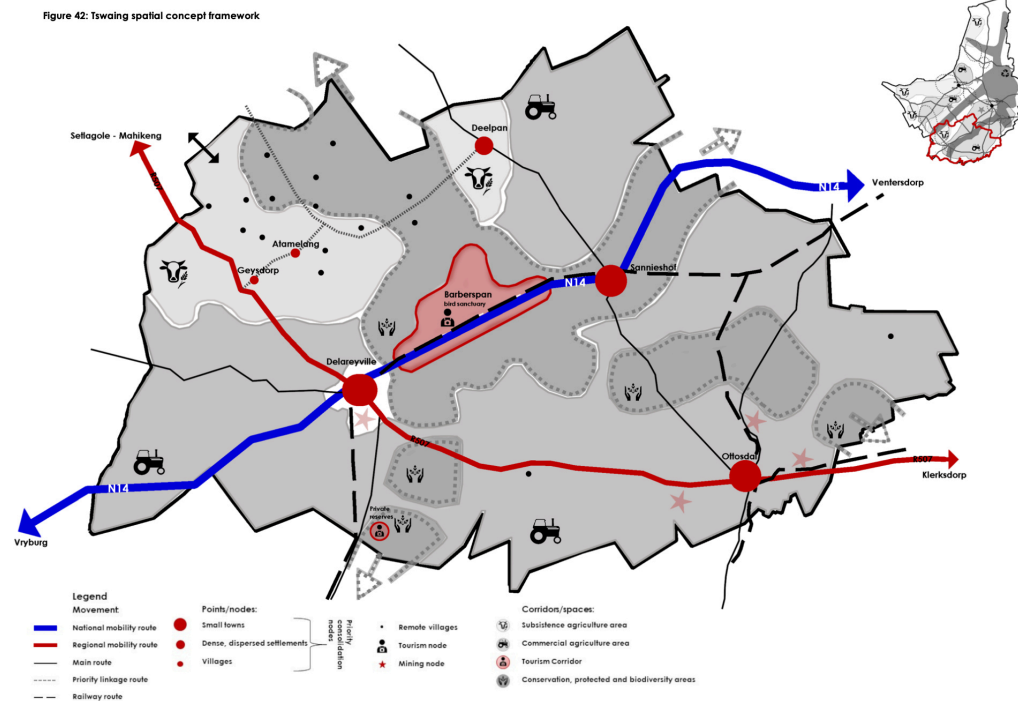 Figure 42: Tswaing spatial concept framework
Setlagole - Mahikeng
R507
Deelpan
N14
Ventersdorp
Atamelang
Geysdorp
Sannieshof
N14
Barberspan
bird sanctuary
Delareyville
R507
Ottosdal
R507
Klerksdorp
N14
Vryburg
Private
reserves
Legend
Movement:
National mobility route
Regional mobility route
Main route
Priority linkage route
Railway route
Points/nodes:
Small towns
Dense, dispersed settlements
Villages
Priority
consolidation
nodes
Remote villages
Tourism node
Mining node
Corridors/spaces:
Subsistence agriculture area
Commercial agriculture area
Tourism Corridor
Conservation, protected and biodiversity areas